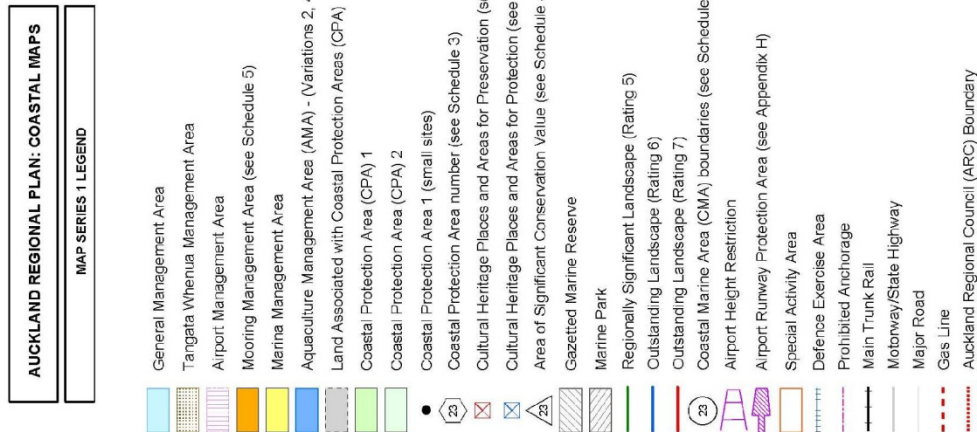 AUCKLAND REGIONAL PLAN: COASTAL MAPS
MAP SERIES 1 LEGEND
General Management Area
Tangata Whenua Management Area
Airport Management Area
Mooring Management Area (see Schedule 5)
Marina Management Area
Aquaculture Management Area (AMA) - (Variations 2,
Land Associated with Coastal Protection Areas (CPA)
Coastal Protection Area (CPA) 1
Coastal Protection Area (CPA) 2
Coastal Protection Area 1 (small sites)
23 Coastal Protection Area number (see Schedule 3)
Cultural Heritage Places and Areas for Preservation
Cultural Heritage Places and Areas for Protection (see
23 Area of Significant Conservation Value (see Schedule
Gazetted Marine Reserve
Marine Park
Regionally Significant Landscape (Rating 5)
Outstanding Landscape (Rating 6)
Outstanding Landscape (Rating 7)
23 Coastal Marine Area (CMA) boundaries (see Schedule
Airport Height Restriction
Airport Runway Protection Area (see Appendix H)
Special Activity Area
Defence Exercise Area
Prohibited Anchorage
Main Trunk Rail
Motorway/State Highway
Major Road
Gas Line
Auckland Regional Council (ARC) Boundary